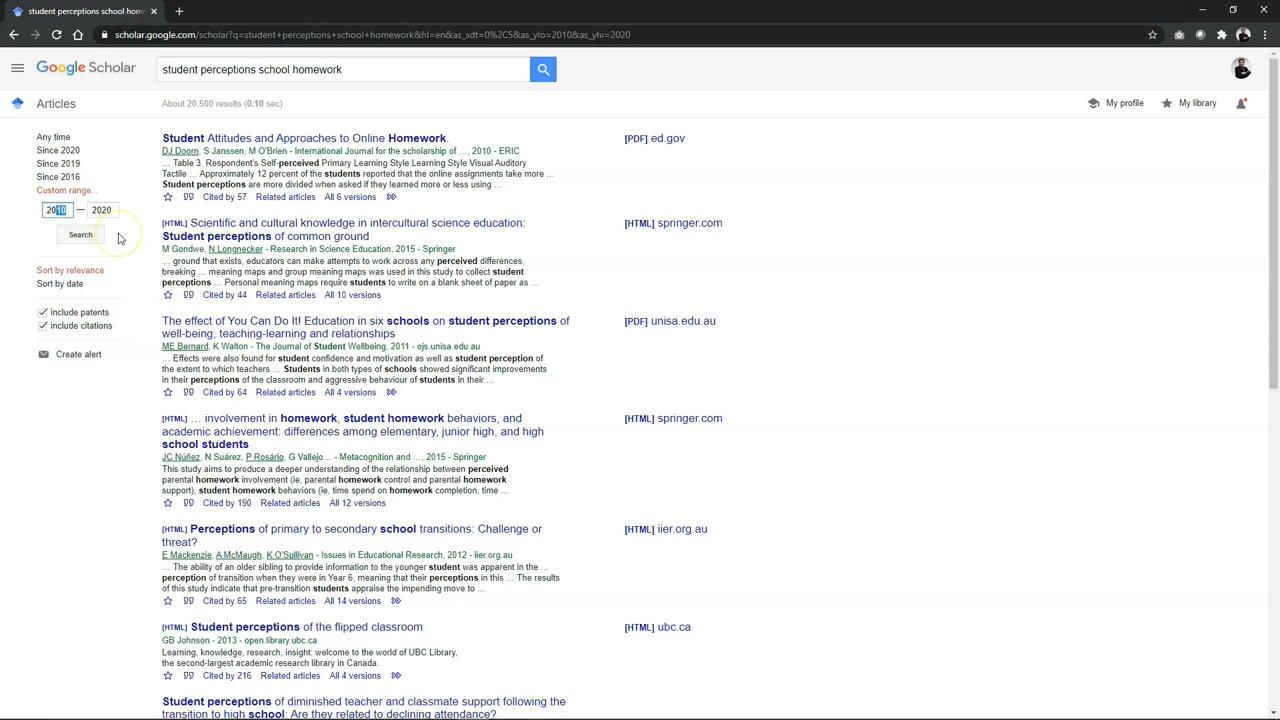 student perceptions school hom
scholar.google.com/scholar?q=student+perceptions+school+homework&hl=en&as_sdt=0%2C5&as_ylo=2010&as_yhi=2020
Google Scholar
student perceptions school homework
Articles
About 20,500 results (0.10 sec)
My profile
My library
Any time
Since 2020
Since 2019
Since 2016
Custom range...
2010 — 2020
Search
Sort by relevance
Sort by date
include patents
include citations
Create alert
Student Attitudes and Approaches to Online Homework.
DJ Doorn, S Janssen, M O'Brien - International Journal for the scholarship of …, 2010 - ERIC
… Table 3. Respondent's Self-perceived Primary Learning Style Learning Style Visual Auditory
Tactile … Approximately 12 percent of the students reported that the online assignments take more …
Student perceptions are more divided when asked if they learned more or less using …
Cited by 57 Related articles All 6 versions
[PDF] ed.gov
[HTML] Scientific and cultural knowledge in intercultural science education:
Student perceptions of common ground
M Gondwe, N Longnecker - Research in Science Education, 2015 - Springer
… ground that exists, educators can make attempts to work across any perceived differences,
breaking … meaning maps and group meaning maps was used in this study to collect student
perceptions … Personal meaning maps require students to write on a blank sheet of paper as …
Cited by 44 Related articles All 10 versions
[HTML] springer.com
The effect of You Can Do It! Education in six schools on student perceptions of
well-being, teaching-learning and relationships
ME Bernard, K Walton - The Journal of Student Wellbeing, 2011 - ojs.unisa.edu.au
… Effects were also found for student confidence and motivation as well as student perception of
the extent to which teachers … Students in both types of schools showed significant improvements
in their perceptions of the classroom and aggressive behaviour of students in their …
Cited by 64 Related articles All 4 versions
[PDF] unisa.edu.au
[HTML] … involvement in homework, student homework behaviors, and
academic achievement: differences among elementary, junior high, and high
school students
JC Núñez, N Suárez, P Rosário, G Vallejo… - Metacognition and …, 2015 - Springer
This study aims to produce a deeper understanding of the relationship between perceived
parental homework involvement (ie, parental homework control and parental homework
support), student homework behaviors (ie, time spend on homework completion, time …
Cited by 190 Related articles All 12 versions
[HTML] springer.com
[HTML] Perceptions of primary to secondary school transitions: Challenge or
threat?
E Mackenzie, A McMaugh, K O'Sullivan - Issues in Educational Research, 2012 - iier.org.au
… The ability of an older sibling to provide information to the younger student was apparent in the …
perception of transition when they were in Year 6, meaning that their perceptions in this … The results
of this study indicate that pre-transition students appraise the impending move to …
Cited by 65 Related articles All 14 versions
[HTML] iier.org.au
[HTML] Student perceptions of the flipped classroom
GB Johnson - 2013 - open.library.ubc.ca
Learning, knowledge, research, insight: welcome to the world of UBC Library,
the second-largest academic research library in Canada.
Cited by 216 Related articles All 4 versions
[HTML] ubc.ca
Student perceptions of diminished teacher and classmate support following the
transition to high school: Are they related to declining attendance?